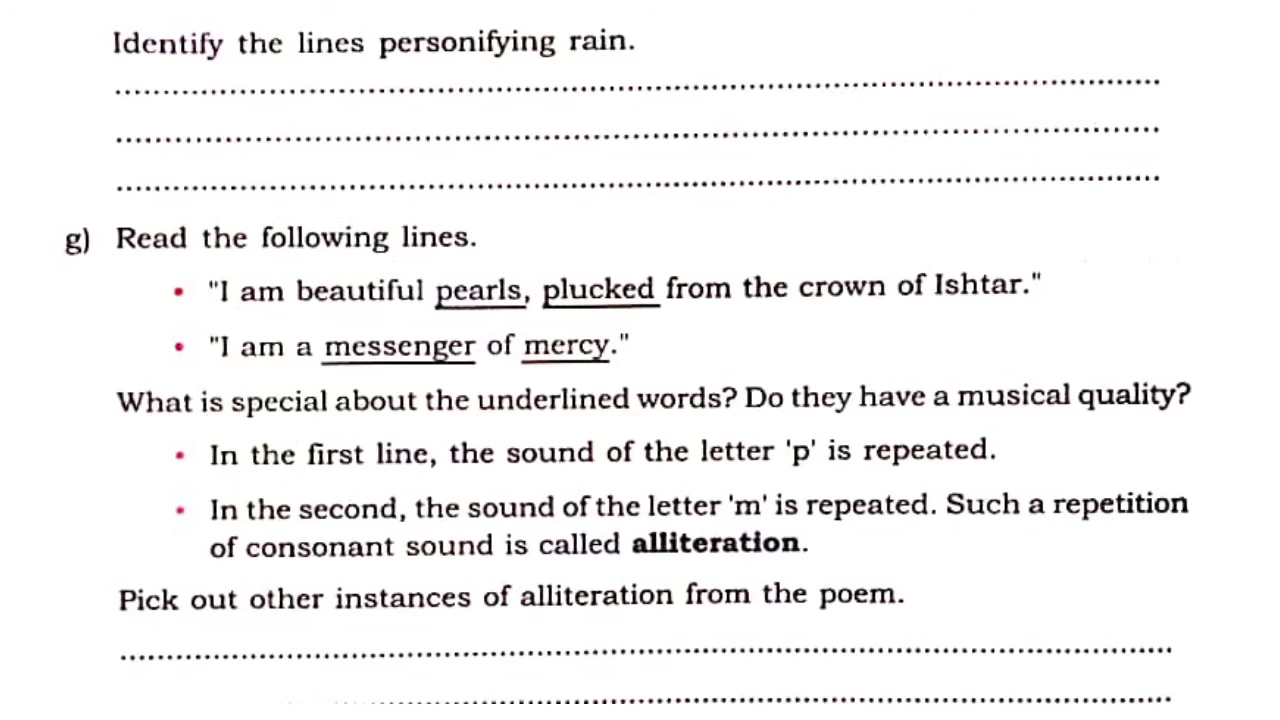 Identify the lines personifying rain.
g) Read the following lines.
• "I am beautiful pearls, plucked from the crown of Ishtar."
• "I am a messenger of mercy."
What is special about the underlined words? Do they have a musical quality?
• In the first line, the sound of the letter 'p' is repeated.
• In the second, the sound of the letter 'm' is repeated. Such a repetition
of consonant sound is called alliteration.
Pick out other instances of alliteration from the poem.